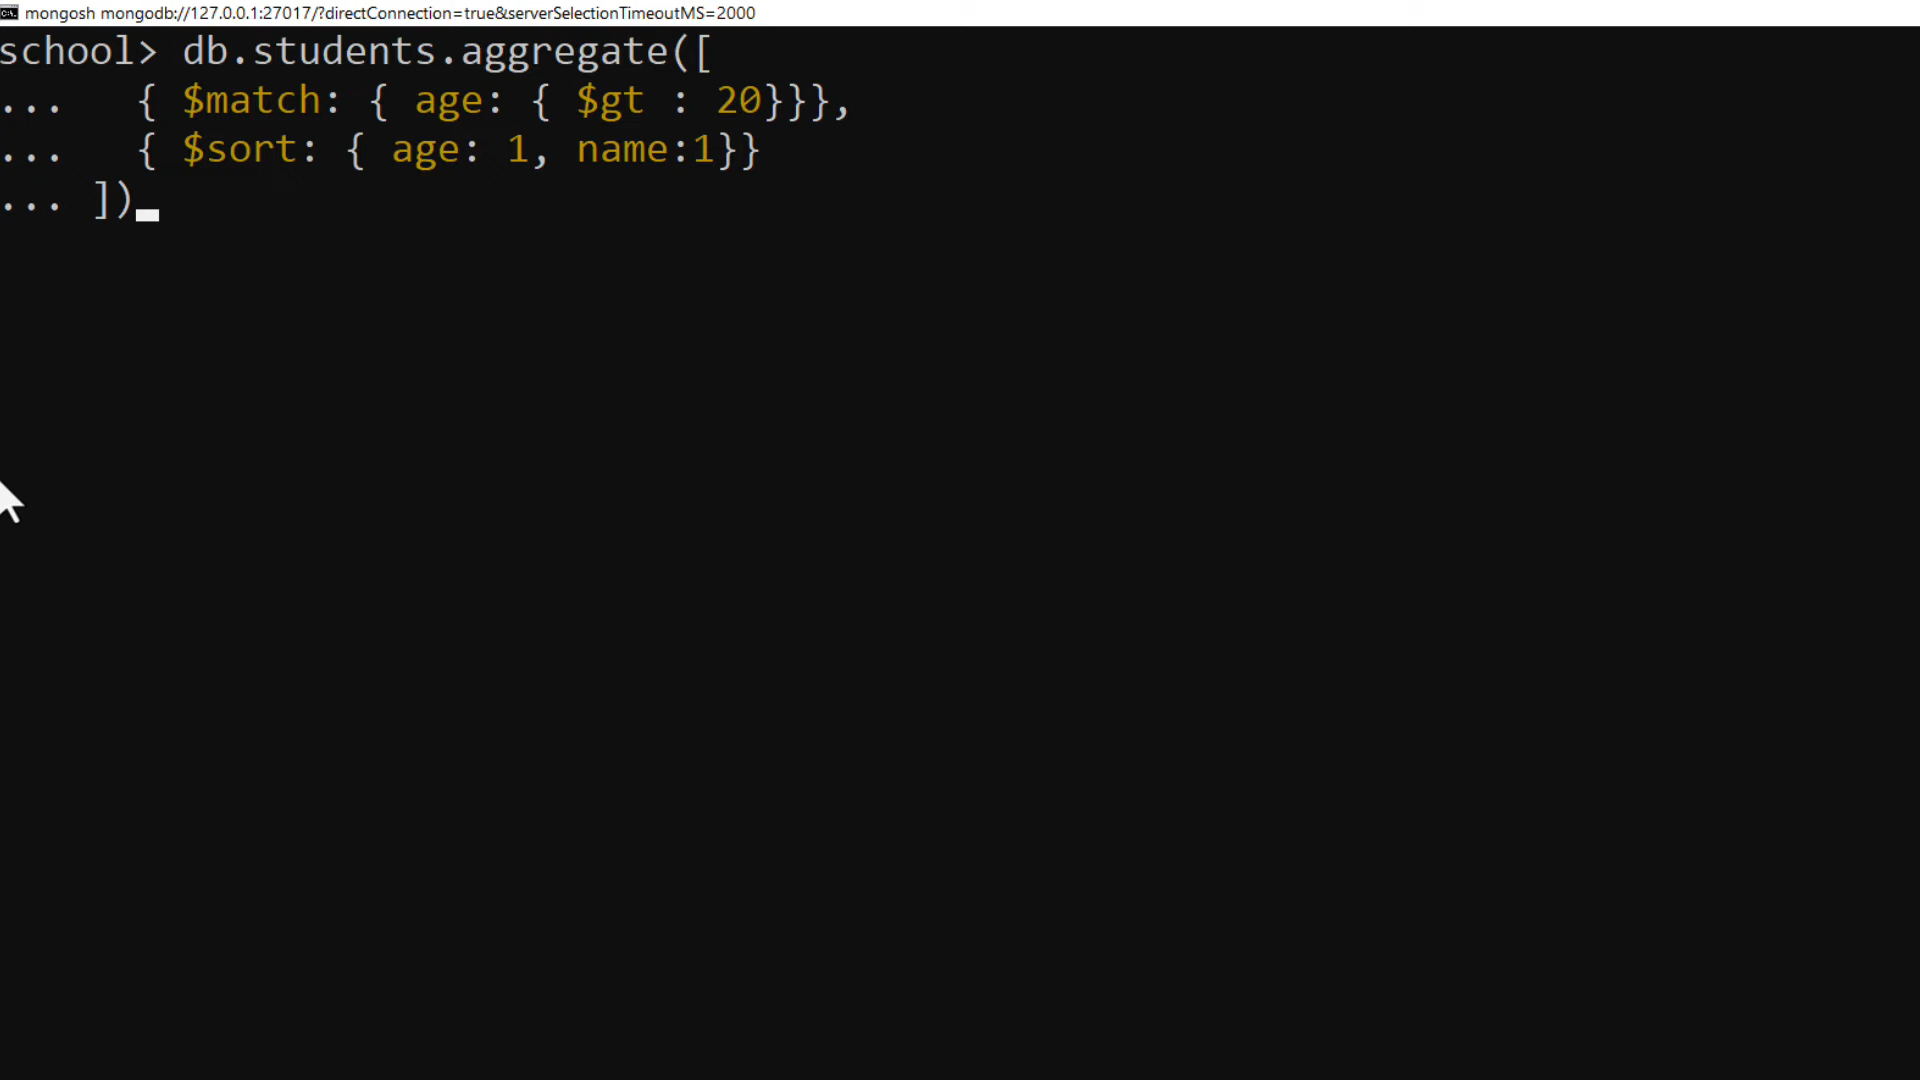 mongosh mongodb://127.0.0.1:27017/?directConnection=true&serverSelectionTimeoutMS=2000
school> db.students.aggregate([
...   { $match: { age: { $gt : 20}}},
...   { $sort: { age: 1, name:1}}
... ])